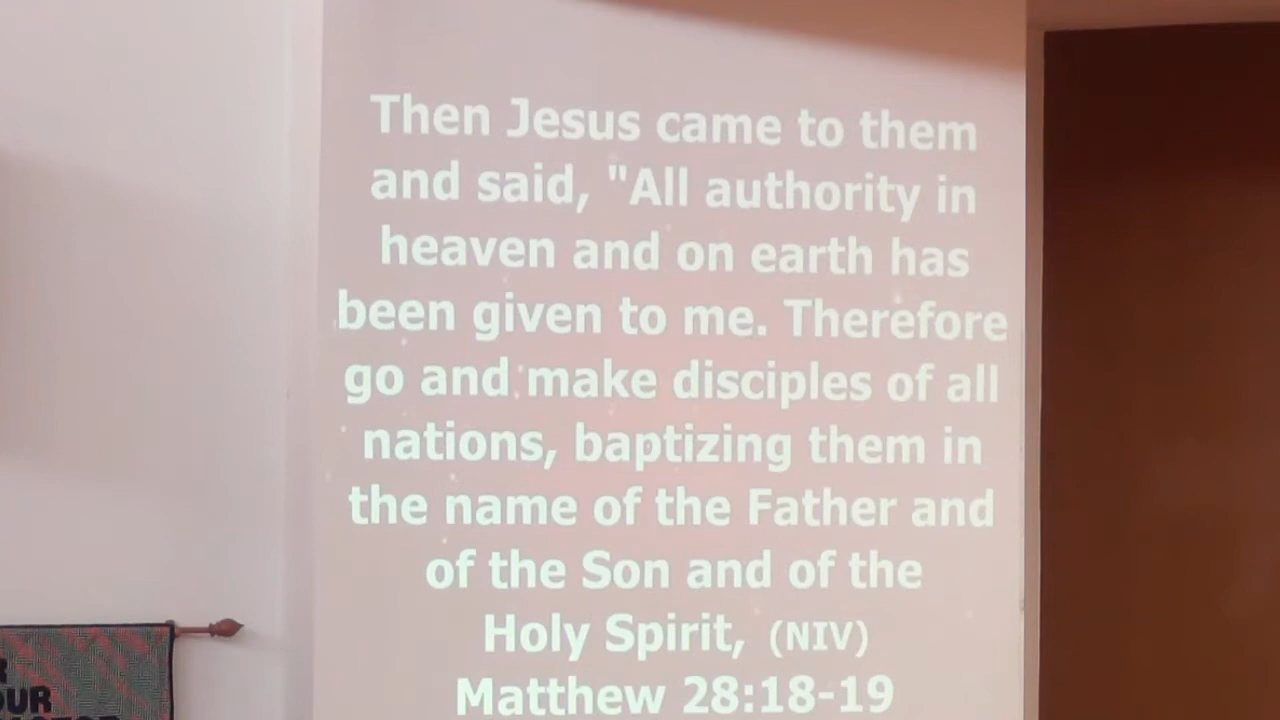 Then Jesus came to them
and said, "All authority in
heaven and on earth has
been given to me. Therefore
go and make disciples of all
nations, baptizing them in
the name of the Father and
of the Son and of the
Holy Spirit, (NIV)
Matthew 28:18-19